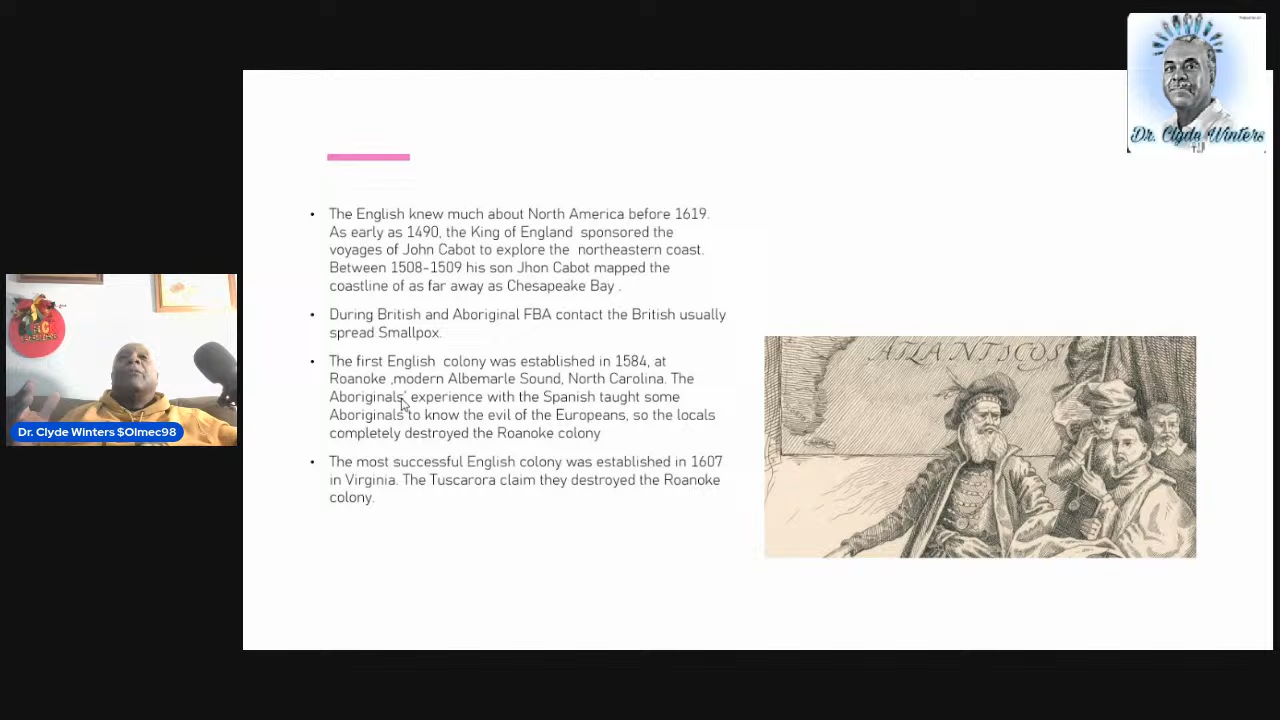 Dr. Clyde Winters
The English knew much about North America before 1619.
As early as 1490, the King of England sponsored the
voyages of John Cabot to explore the northeastern coast.
Between 1508-1509 his son Jhon Cabot mapped the
coastline of as far away as Chesapeake Bay .
During British and Aboriginal FBA contact the British usually
spread Smallpox.
The first English colony was established in 1584, at
Roanoke ,modern Albemarle Sound, North Carolina. The
Aboriginals' experience with the Spanish taught some
Aboriginals to know the evil of the Europeans, so the locals
completely destroyed the Roanoke colony
The most successful English colony was established in 1607
in Virginia. The Tuscarora claim they destroyed the Roanoke
colony.
ATLANTICOS
Dr. Clyde Winters $Olmec98